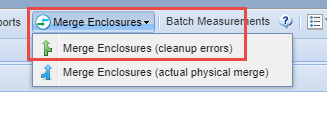 ports Merge Enclosures Batch Measurements
Merge Enclosures (cleanup errors)
Merge Enclosures (actual physical merge)